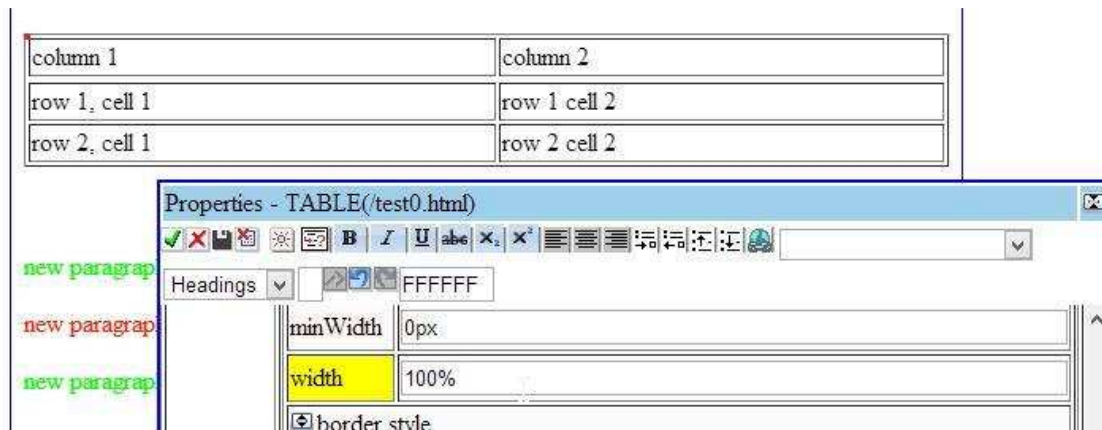 column 1 column 2
row 1, cell 1 row 1 cell 2
row 2, cell 1 row 2 cell 2
Properties - TABLE(/test0.html)
B I U abc X₂ X²
new paragrap
Headings FFFFFF
new paragrap
minWidth 0px
new paragrap
width 100%
border style